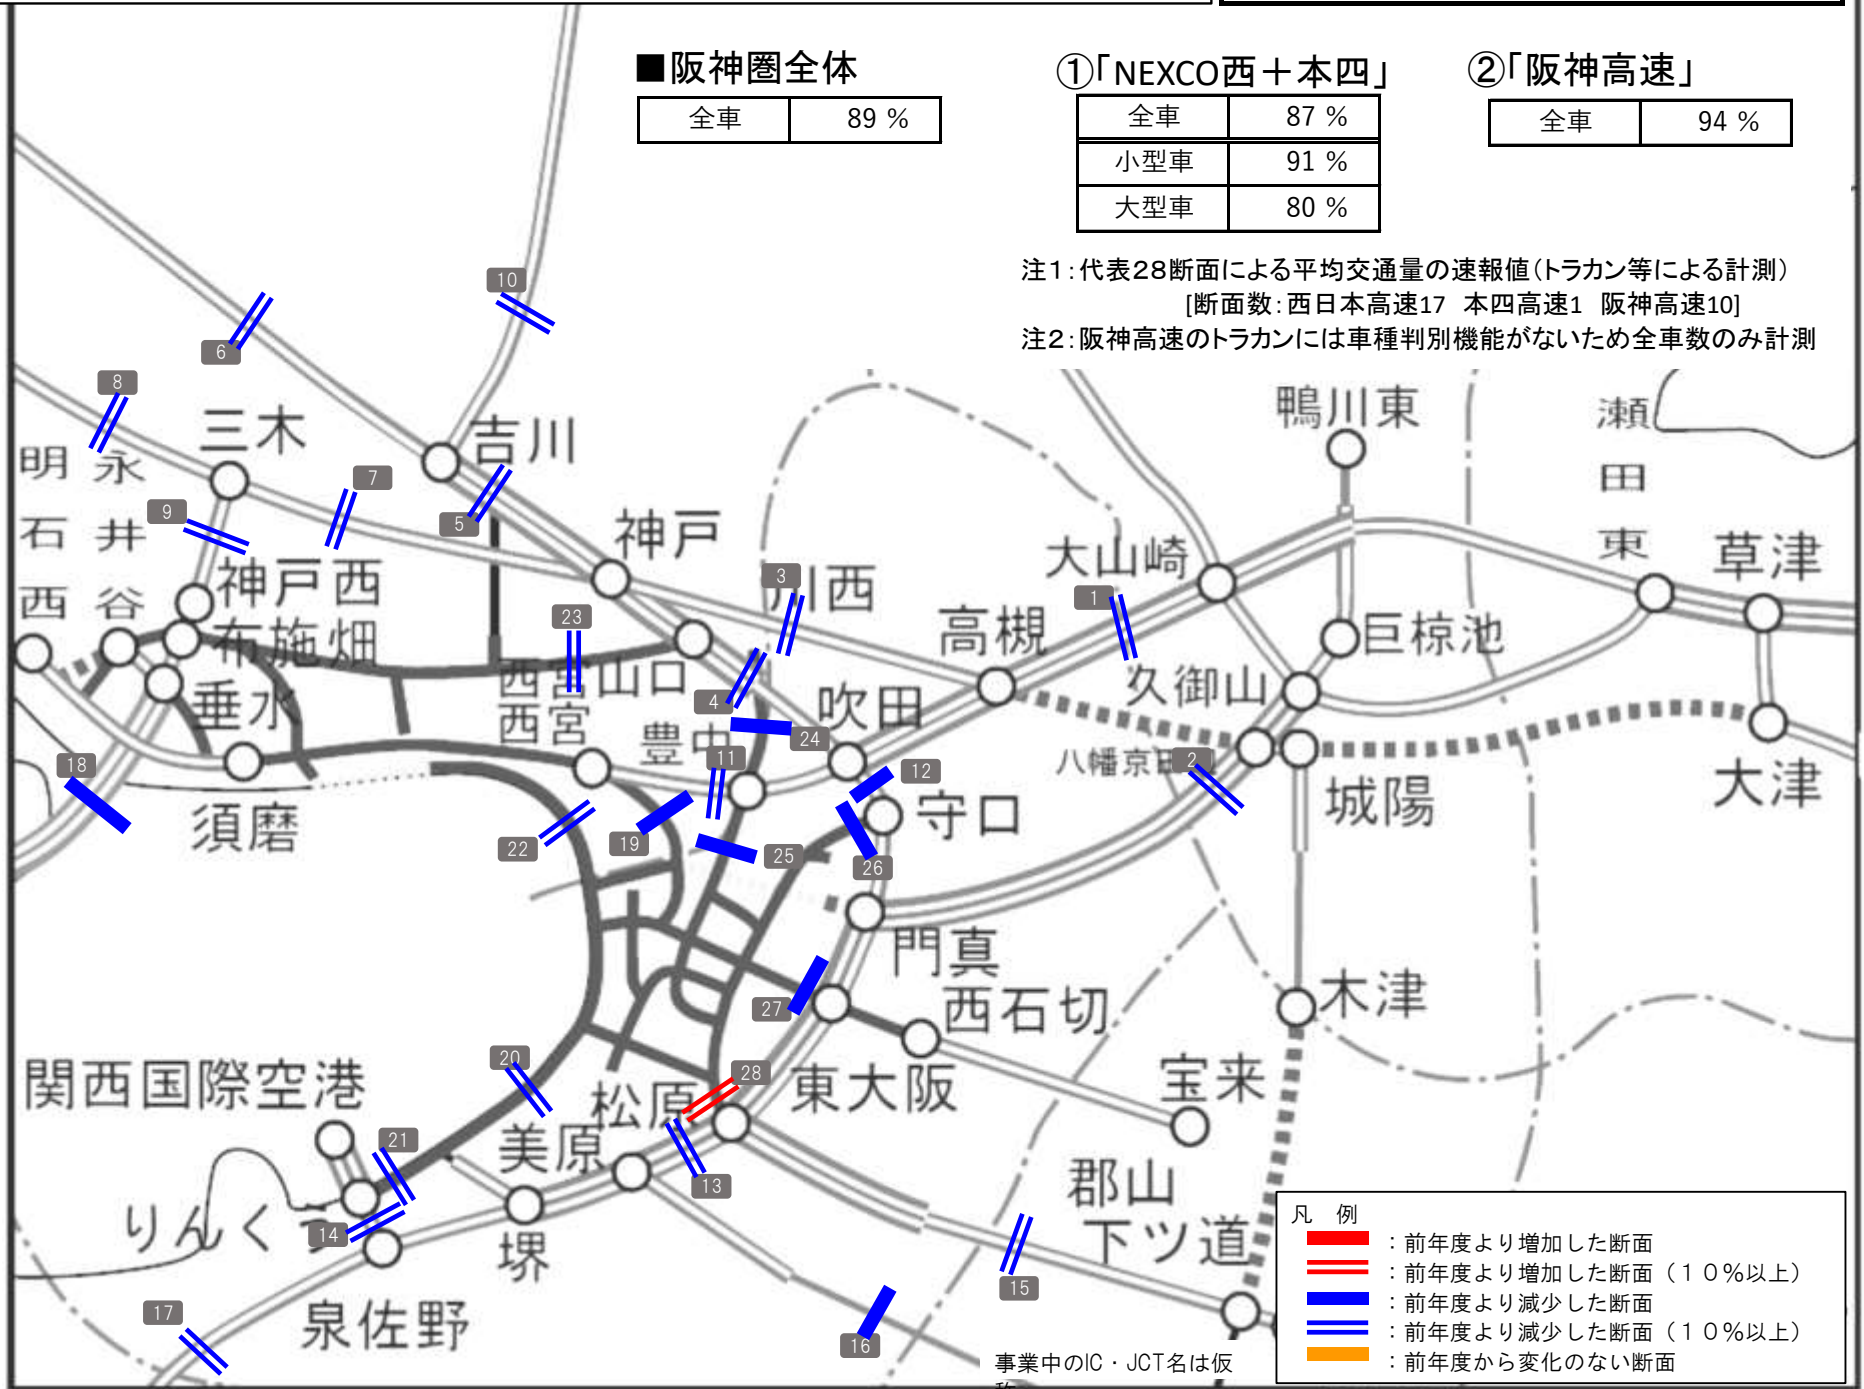 ■阪神圏全体
全車 89 %
①「NEXCO西＋本四」
全車 87 %
小型車 91 %
大型車 80 %
②「阪神高速」
全車 94 %
注1：代表28断面による平均交通量の速報値（トラカン等による計測）
[断面数：西日本高速17 本四高速1 阪神高速10]
注2：阪神高速のトラカンには車種判別機能がないため全車数のみ計測
10
6
8
三木
吉川
鴨川東
瀬田東
明石西
永井谷
7
9
5
神戸
大山崎
草津
神戸西
3
川西
1
23
高槻
巨椋池
布施畑
西宮山口
久御山
垂水
4
吹田
西宮
豊中
24
18
11
12
八幡京田
2
大津
須磨
守口
城陽
22
19
25
26
門真
27
西石切
木津
関西国際空港
20
28
松原
東大阪
宝来
21
美原
13
郡山下ツ道
りんくう
14
堺
15
17
泉佐野
16
事業中のIC・JCT名は仮
凡 例
：前年度より増加した断面
：前年度より増加した断面（１０％以上）
：前年度より減少した断面
：前年度より減少した断面（１０％以上）
：前年度から変化のない断面